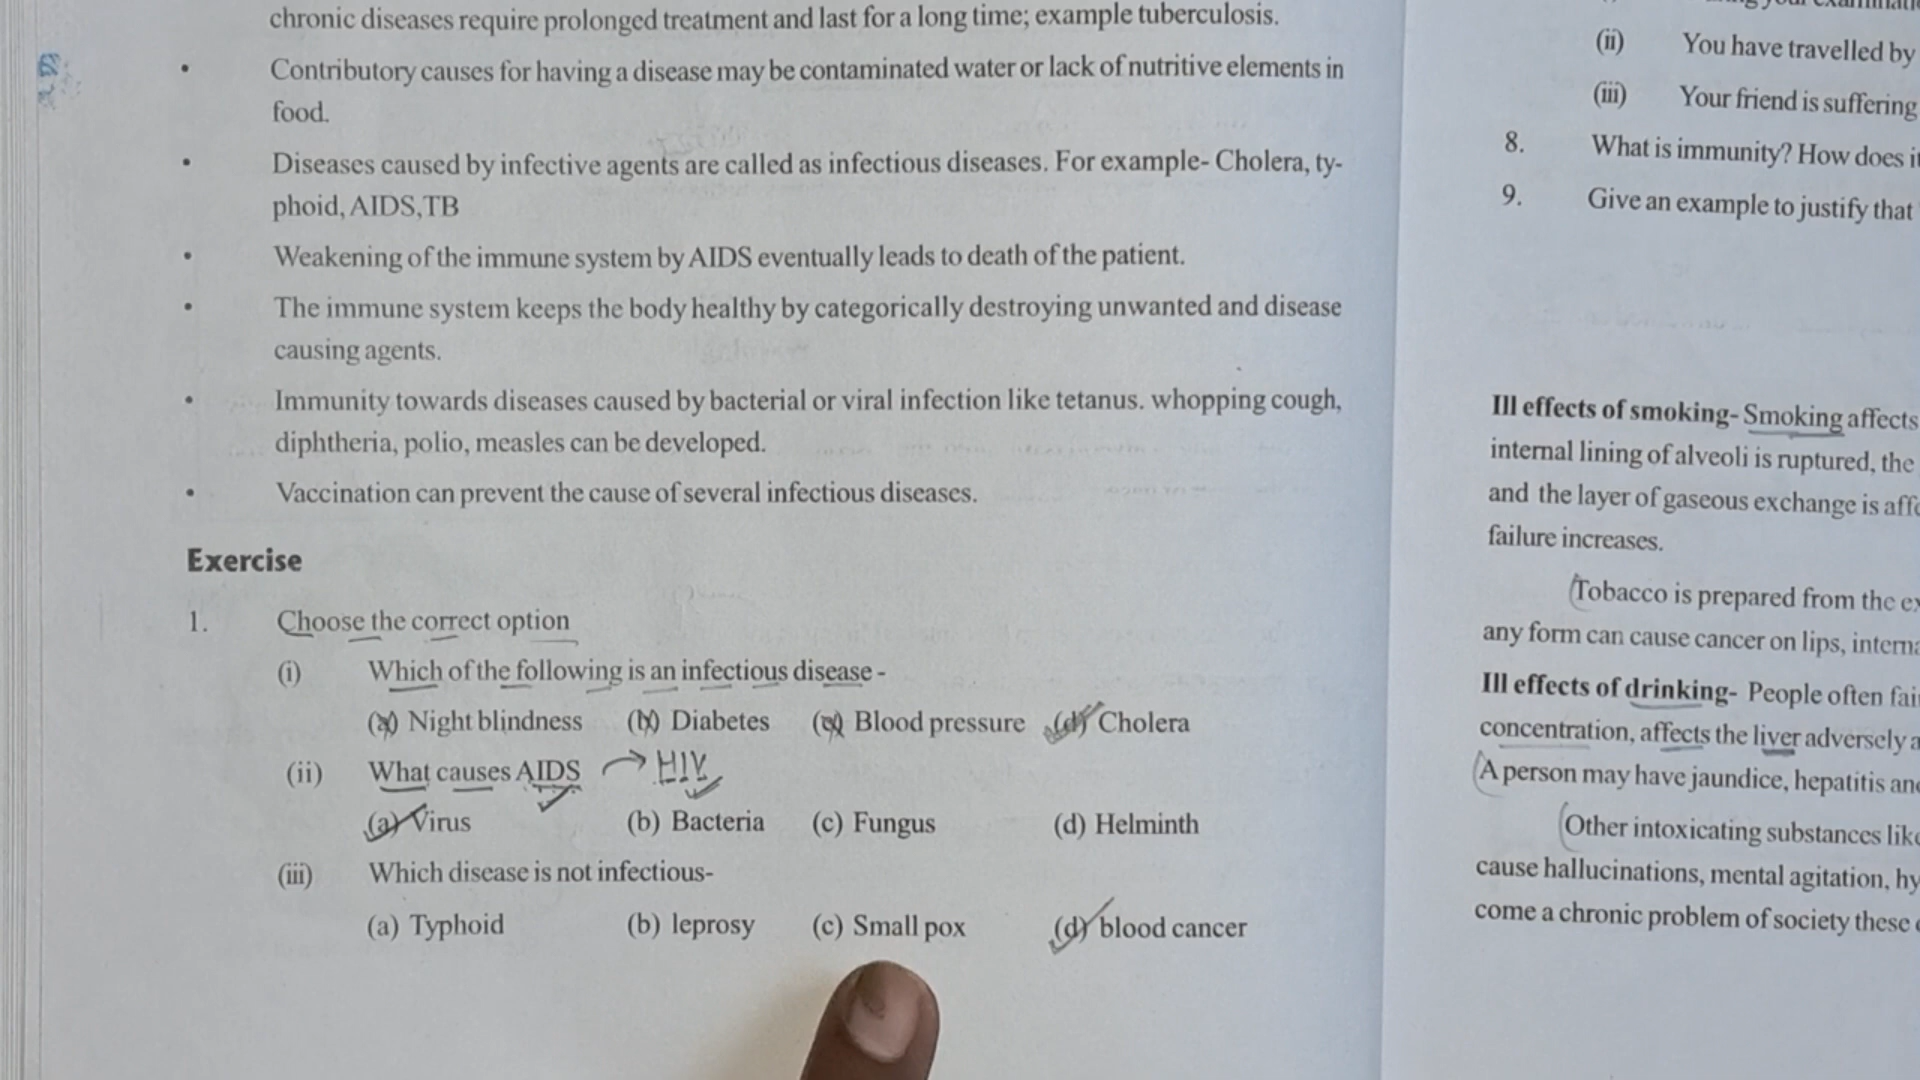 chronic diseases require prolonged treatment and last for a long time; example tuberculosis.
• Contributory causes for having a disease may be contaminated water or lack of nutritive elements in
food.
• Diseases caused by infective agents are called as infectious diseases. For example- Cholera, ty-
phoid, AIDS,TB
• Weakening of the immune system by AIDS eventually leads to death of the patient.
• The immune system keeps the body healthy by categorically destroying unwanted and disease
causing agents.
• Immunity towards diseases caused by bacterial or viral infection like tetanus. whopping cough,
diphtheria, polio, measles can be developed.
• Vaccination can prevent the cause of several infectious diseases.
Exercise
1. Choose the correct option
(i) Which of the following is an infectious disease -
(a) Night blindness (b) Diabetes (c) Blood pressure (d) Cholera
(ii) What causes AIDS → HIV
(a) Virus (b) Bacteria (c) Fungus (d) Helminth
(iii) Which disease is not infectious-
(a) Typhoid (b) leprosy (c) Small pox (d) blood cancer
(ii) You have travelled by
(iii) Your friend is suffering
8. What is immunity? How does
9. Give an example to justify that
Ill effects of smoking- Smoking affects
internal lining of alveoli is ruptured, the
and the layer of gaseous exchange is
failure increases.
Tobacco is prepared from the
any form can cause cancer on lips,
Ill effects of drinking- People often
concentration, affects the liver adversely
A person may have jaundice, hepatitis
Other intoxicating substances
cause hallucinations, mental agitation,
come a chronic problem of society these